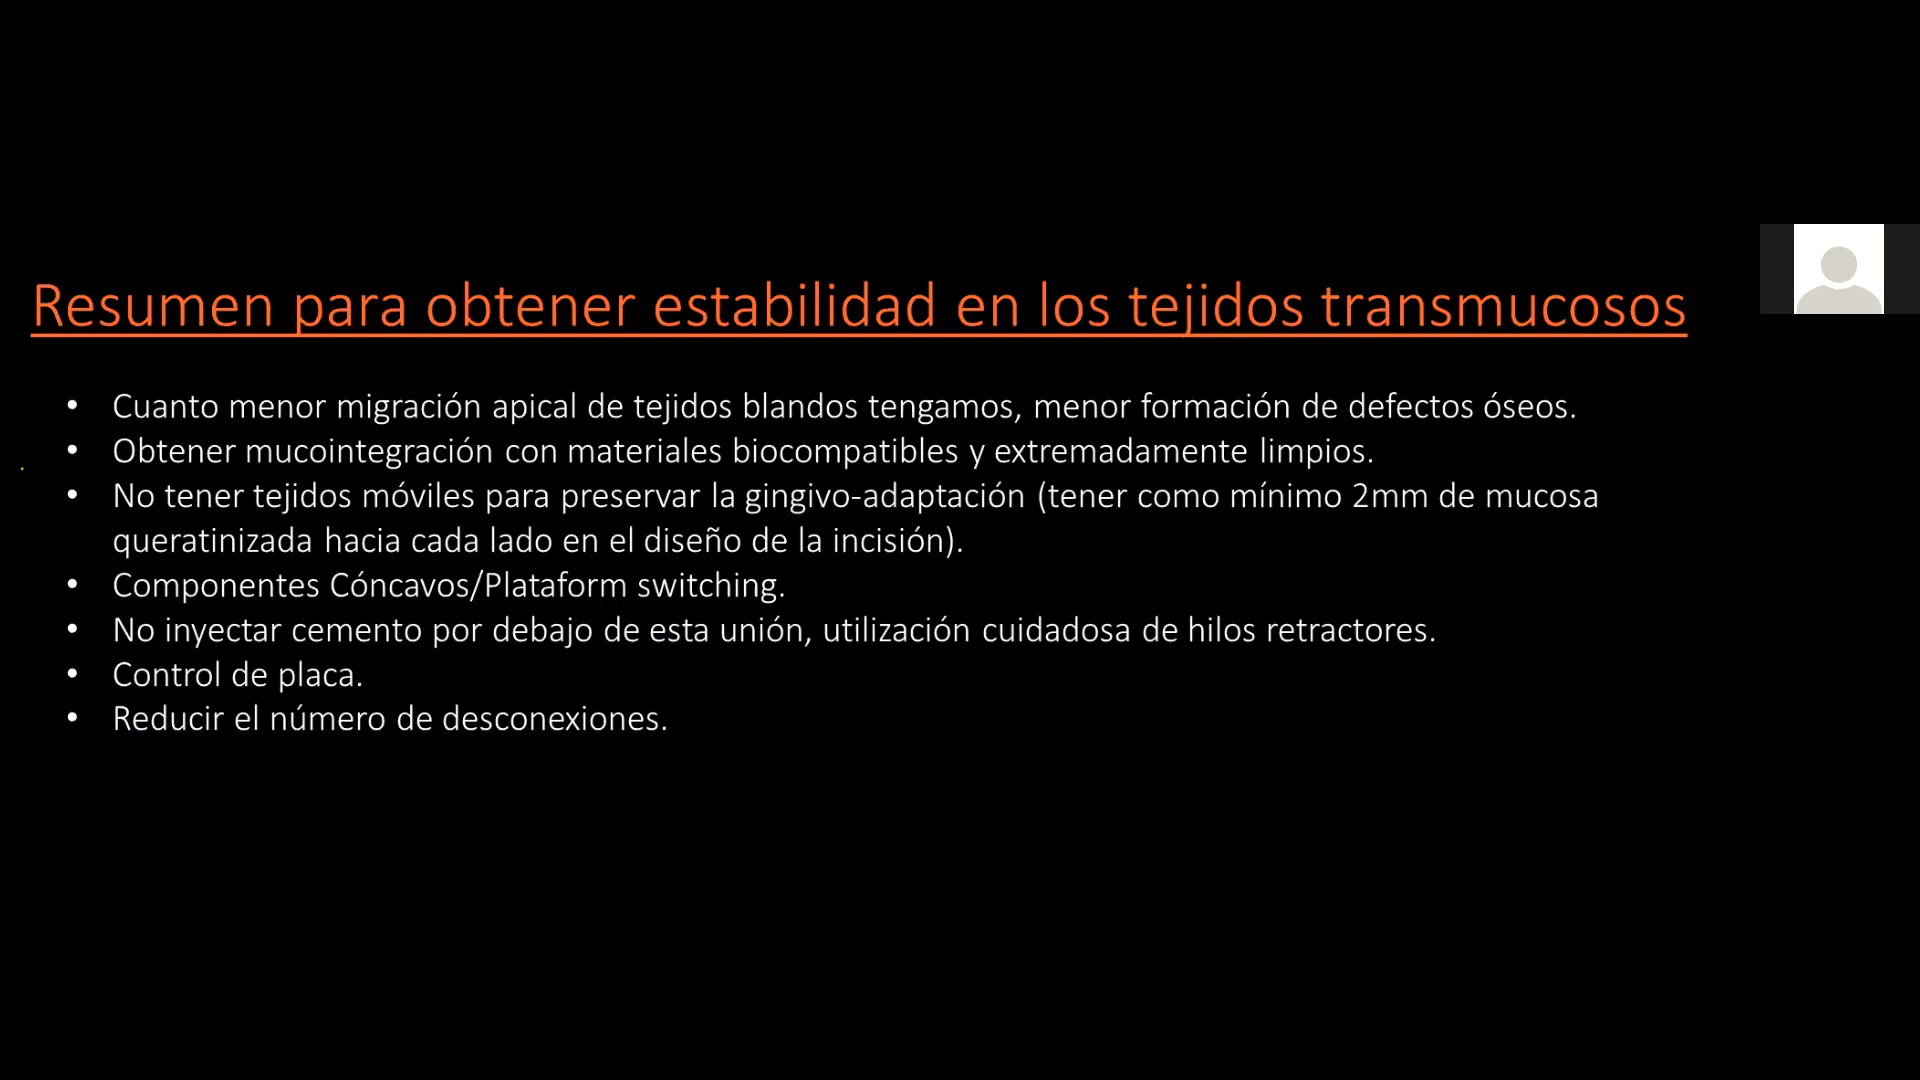 Resumen para obtener estabilidad en los tejidos transmucosos
• Cuanto menor migración apical de tejidos blandos tengamos, menor formación de defectos óseos.
• Obtener mucointegración con materiales biocompatibles y extremadamente limpios.
• No tener tejidos móviles para preservar la gingivo-adaptación (tener como mínimo 2mm de mucosa
queratinizada hacia cada lado en el diseño de la incisión).
• Componentes Cóncavos/Plataform switching.
• No inyectar cemento por debajo de esta unión, utilización cuidadosa de hilos retractores.
• Control de placa.
• Reducir el número de desconexiones.